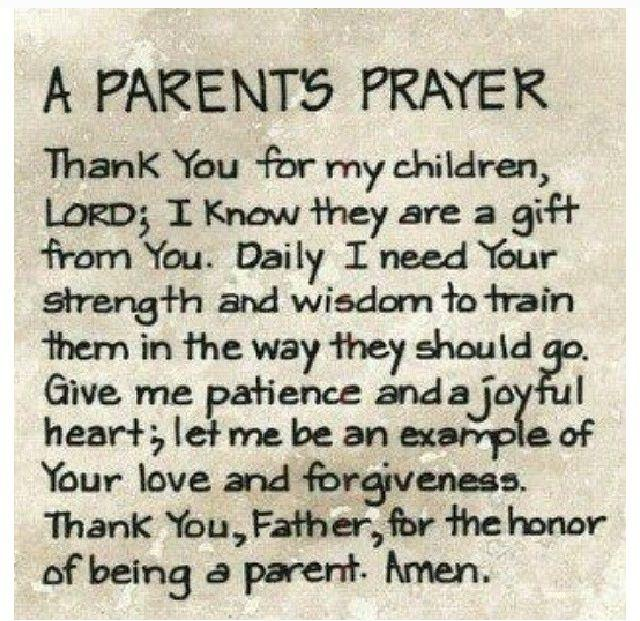 A PARENT'S PRAYER
Thank You for my children,
LORD; I Know they are a gift
from You. Daily I need Your
strength and wisdom to train
them in the way they should go.
Give me patience and a joyful
heart; let me be an example of
Your love and forgiveness.
Thank You, Father, for the honor
of being a parent. Amen.